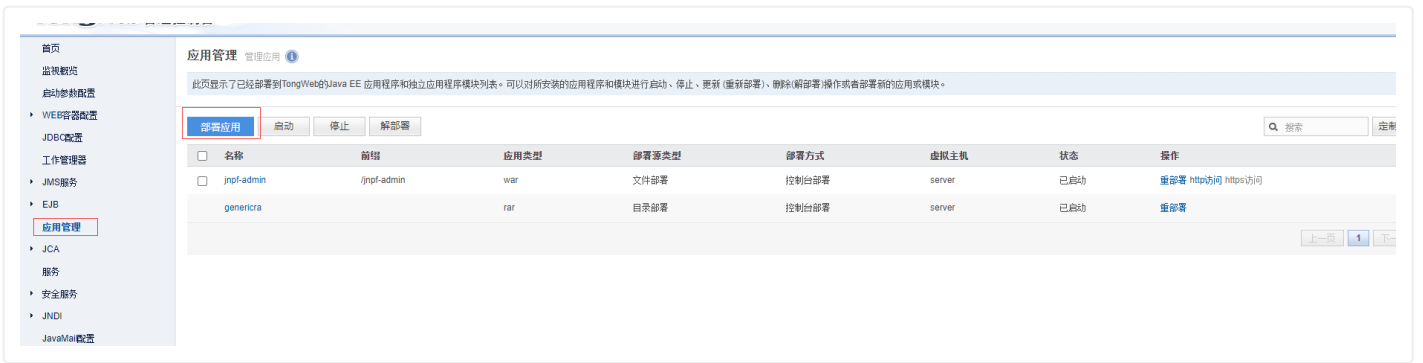 首页
监视概览
启动参数配置
WEB容器配置
JDBC配置
工作管理器
JMS服务
EJB
应用管理
JCA
服务
安全服务
JNDI
JavaMail配置
应用管理 管理应用
此页显示了已经部署到TongWeb的Java EE 应用程序和独立应用程序模块列表。可以对所安装的应用程序和模块进行启动、停止、更新 (重新部署)、删除(解部署)操作或者部署新的应用或模块。
部署应用 启动 停止 解部署 搜索 定制
名称 前缀 应用类型 部署源类型 部署方式 虚拟主机 状态 操作
jnpf-admin /jnpf-admin war 文件部署 控制台部署 server 已启动 重部署 http访问 https访问
genericra rar 目录部署 控制台部署 server 已启动 重部署
上一页 1 下一